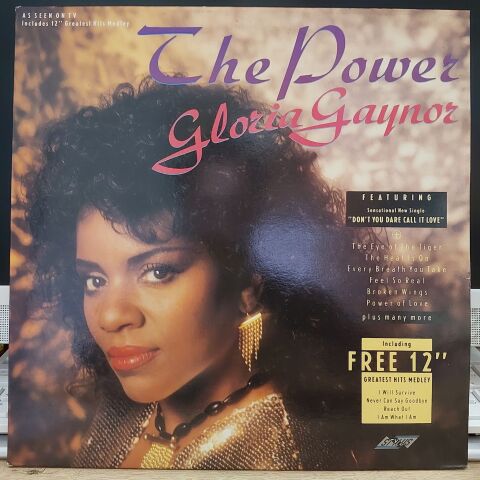 AS SEEN ON TV
Includes 12" Greatest Hits Medley
The Power
Gloria Gaynor
FEATURING
Sensational New Single
"DON'T YOU DARE CALL IT LOVE"
+
The Eye of the Tiger
The Heat Is On
Every Breath You Take
Feel So Real
Broken Wings
Power of Love
plus many more
Including
FREE 12"
GREATEST HITS MEDLEY
I Will Survive
Never Can Say Goodbye
Reach Out
I Am What I Am
STYLUS